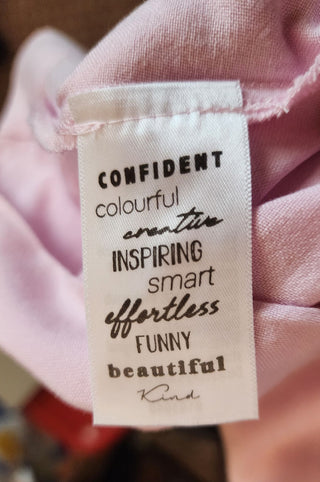 CONFIDENT
colourful
creative
INSPIRING
smart
effortless
FUNNY
beautiful
Kind